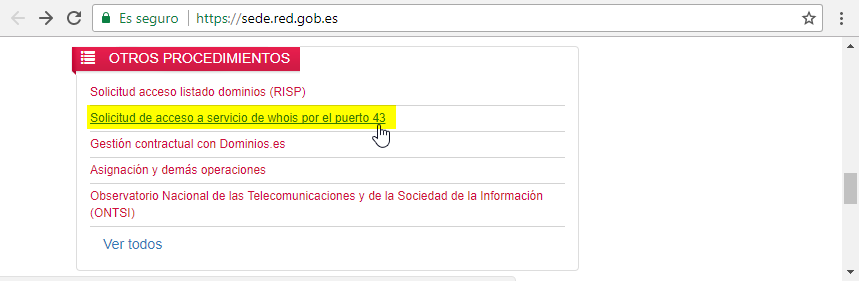 Es seguro | https://sede.red.gob.es
OTROS PROCEDIMIENTOS
Solicitud acceso listado dominios (RISP)
Solicitud de acceso a servicio de whois por el puerto 43
Gestión contractual con Dominios.es
Asignación y demás operaciones
Observatorio Nacional de las Telecomunicaciones y de la Sociedad de la Información
(ONTSI)
Ver todos